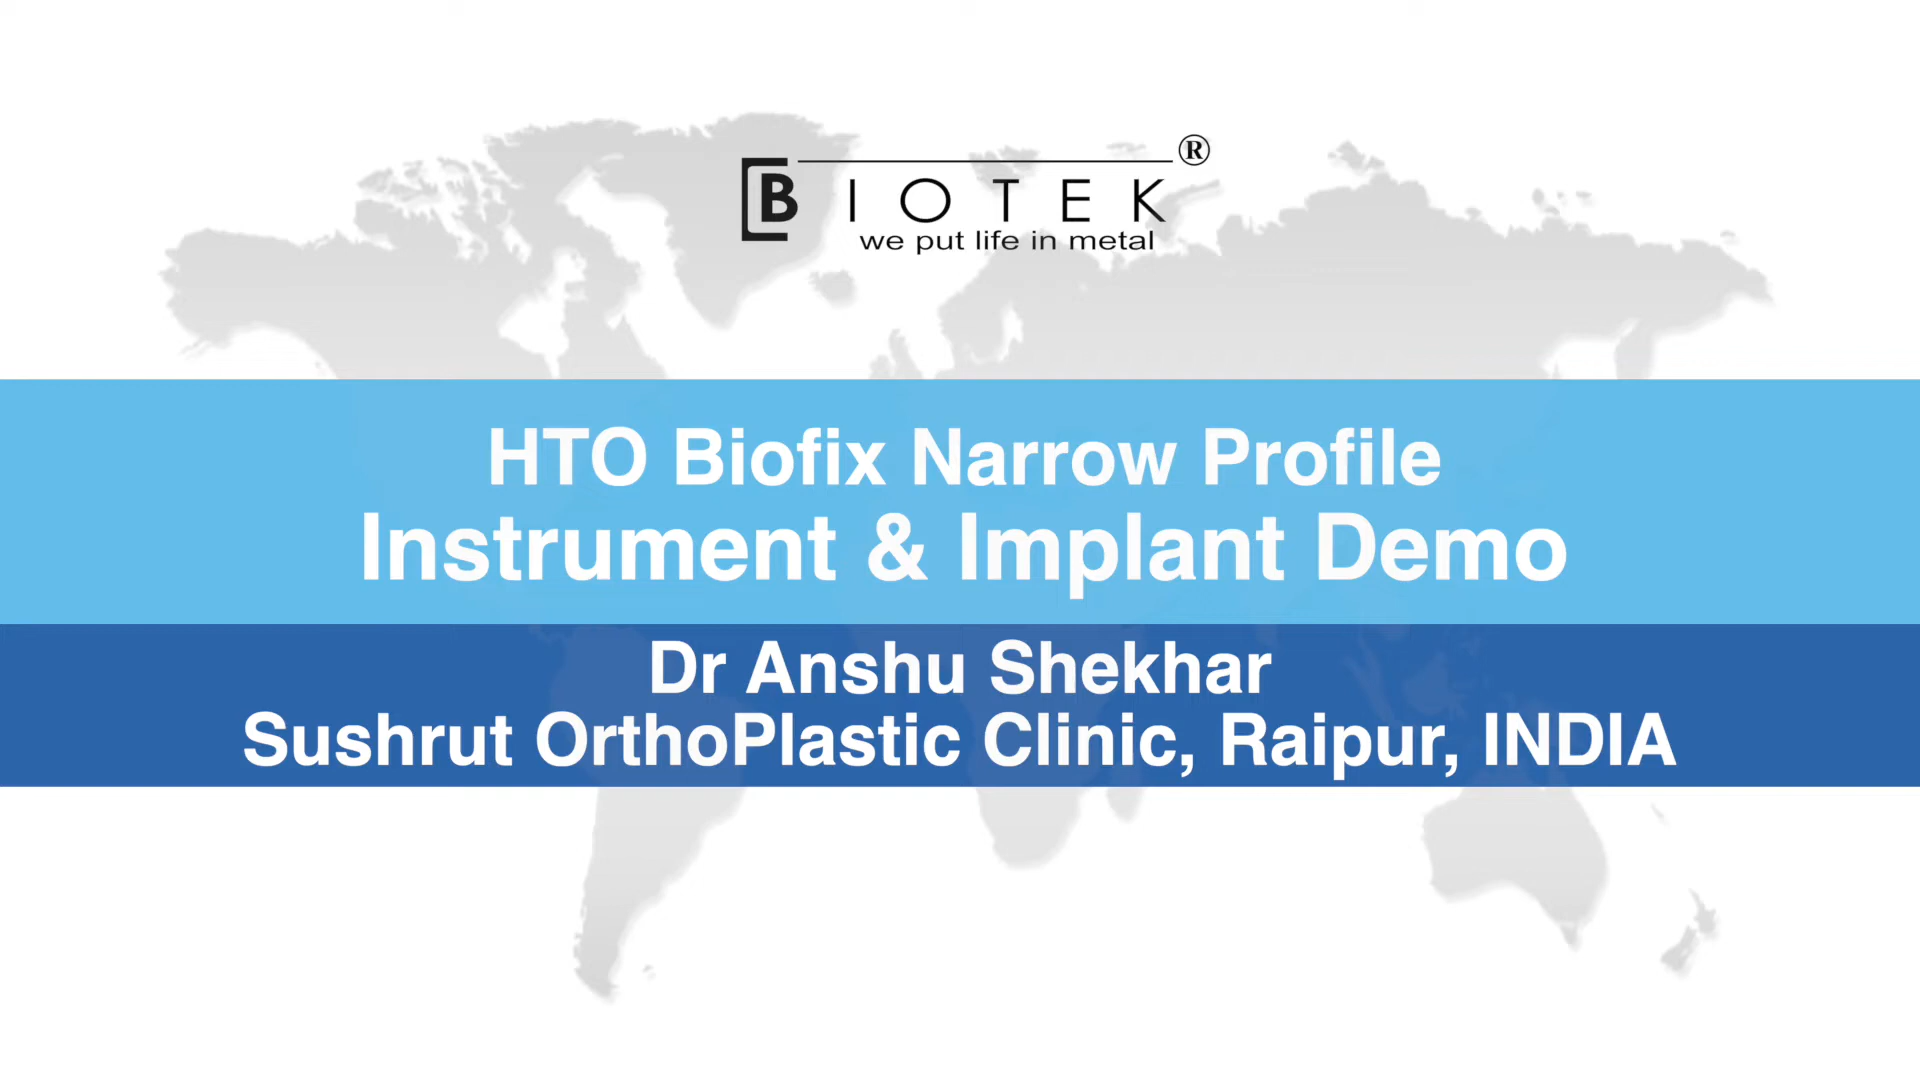 BIOTEK®
we put life in metal
HTO Biofix Narrow Profile
Instrument & Implant Demo
Dr Anshu Shekhar
Sushrut OrthoPlastic Clinic, Raipur, INDIA